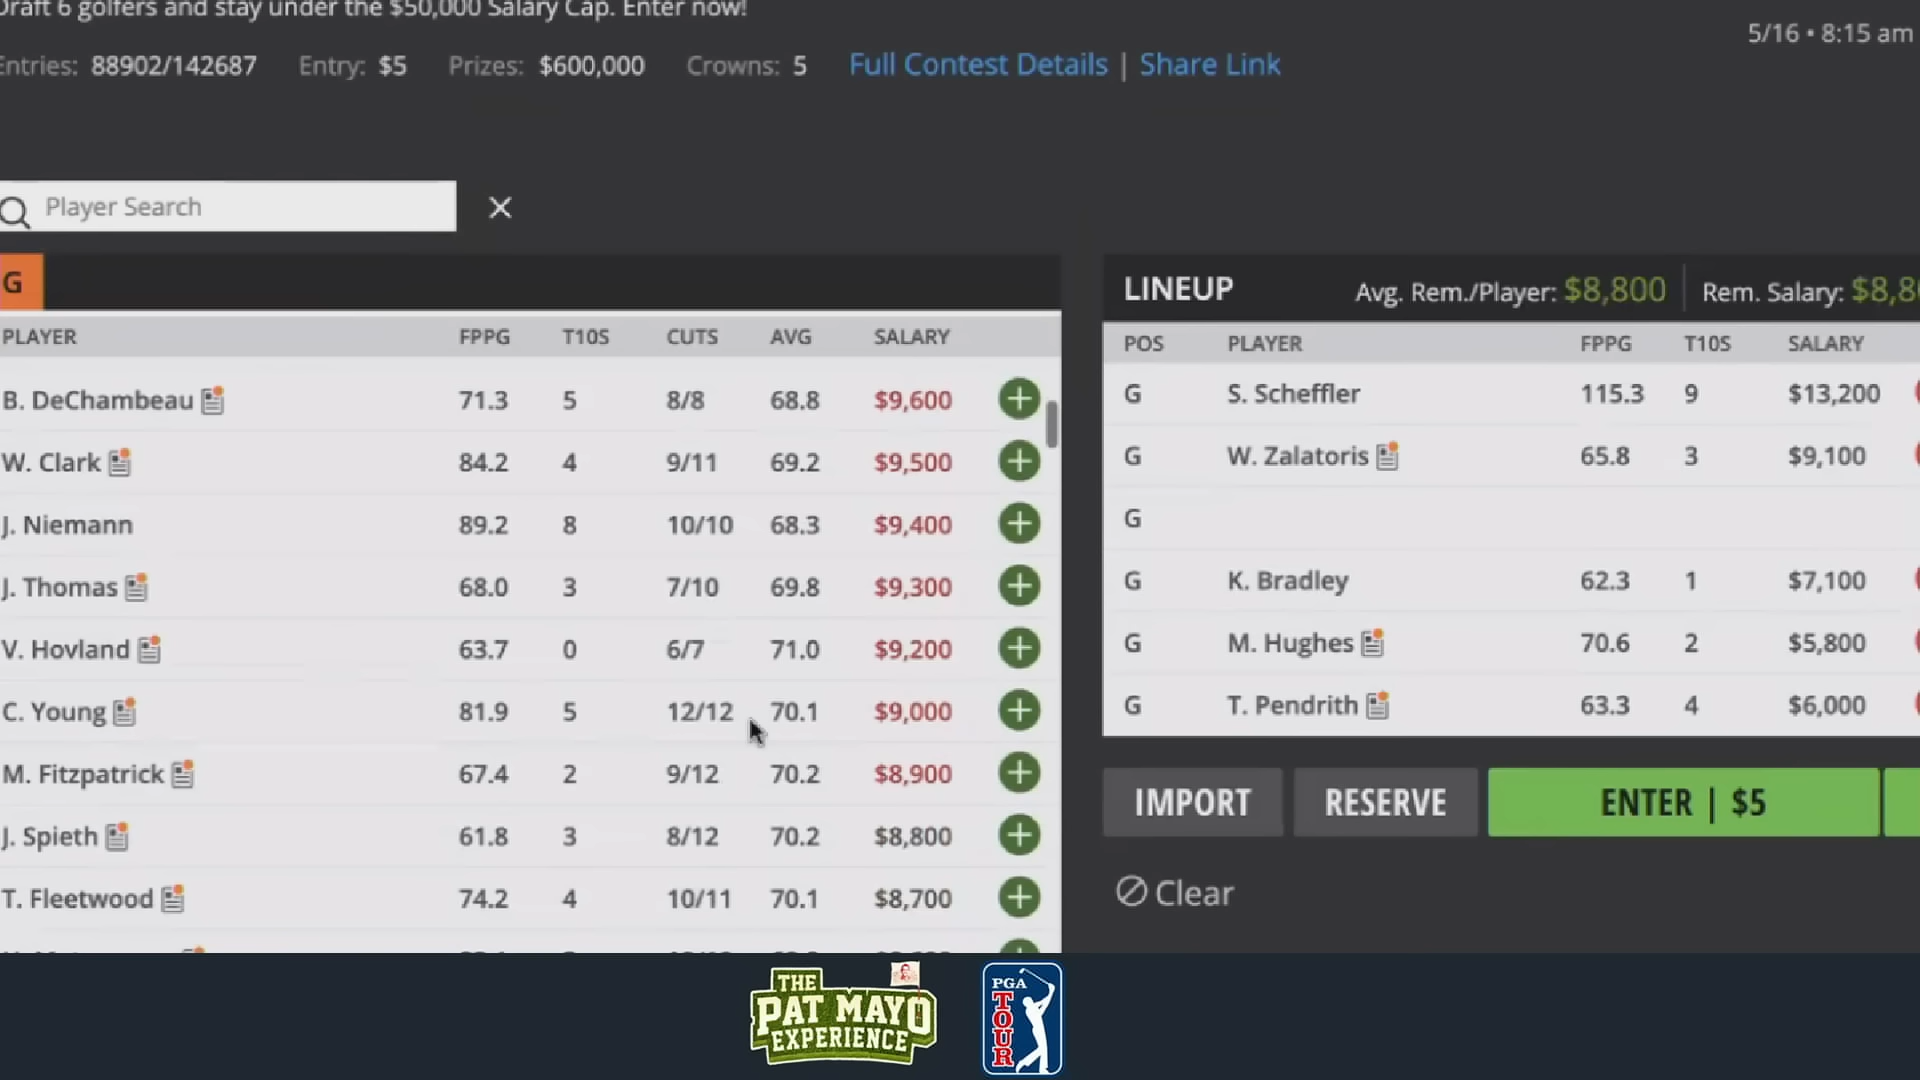 Draft 6 golfers and stay under the $50,000 Salary Cap. Enter now!
5/16 • 8:15 am
Entries: 88902/142687 Entry: $5 Prizes: $600,000 Crowns: 5 Full Contest Details | Share Link
Player Search
G
LINEUP Avg. Rem./Player: $8,800 Rem. Salary: $8,80
PLAYER FPPG T10S CUTS AVG SALARY
POS PLAYER FPPG T10S SALARY
B. DeChambeau 71.3 5 8/8 68.8 $9,600
G S. Scheffler 115.3 9 $13,200
W. Clark 84.2 4 9/11 69.2 $9,500
G W. Zalatoris 65.8 3 $9,100
J. Niemann 89.2 8 10/10 68.3 $9,400
G
J. Thomas 68.0 3 7/10 69.8 $9,300
G K. Bradley 62.3 1 $7,100
V. Hovland 63.7 0 6/7 71.0 $9,200
G M. Hughes 70.6 2 $5,800
C. Young 81.9 5 12/12 70.1 $9,000
G T. Pendrith 63.3 4 $6,000
M. Fitzpatrick 67.4 2 9/12 70.2 $8,900
J. Spieth 61.8 3 8/12 70.2 $8,800
T. Fleetwood 74.2 4 10/11 70.1 $8,700
IMPORT RESERVE ENTER | $5
Clear
THE
PAT MAYO
EXPERIENCE
PGA
TOUR